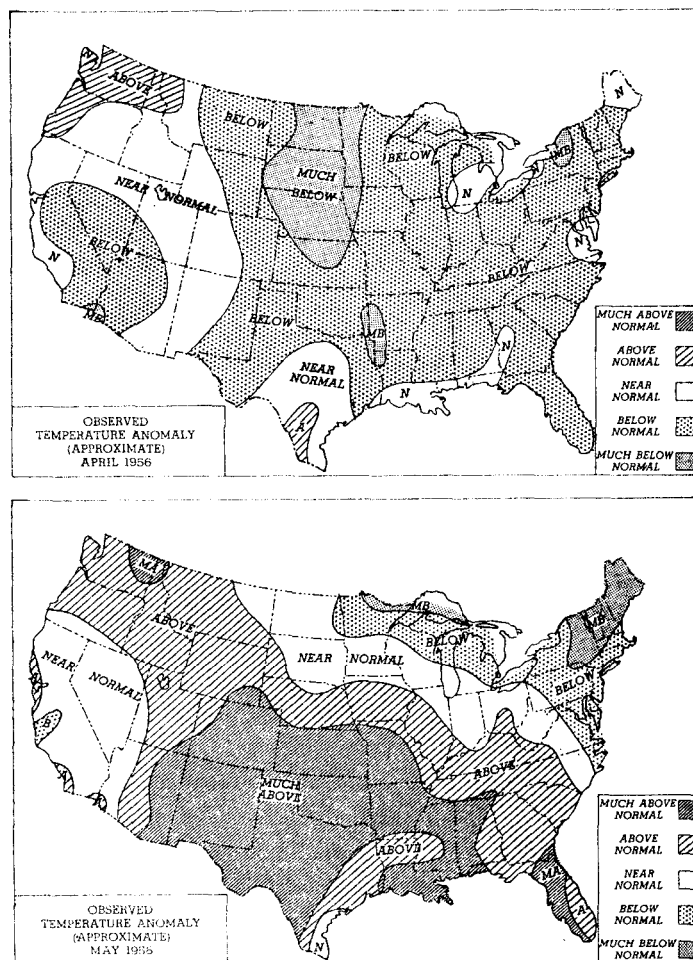 N
ABOVE
N
BELOW
MUCH
BELOW
BELOW
MB
N
NEAR
NORMAL
N
BELOW
N
BELOW
MB
BELOW
MB
N
NEAR
NORMAL
N
A
MUCH ABOVE
NORMAL
ABOVE
NORMAL
NEAR
NORMAL
BELOW
NORMAL
MUCH BELOW
NORMAL
OBSERVED
TEMPERATURE ANOMALY
(APPROXIMATE)
APRIL 1956
MA
ABOVE
MB
BELOW
MB
NEAR
NORMAL
NEAR
NORMAL
BELOW
B
A
A
ABOVE
MUCH
ABOVE
ABOVE
MA
A
N
MUCH ABOVE
NORMAL
ABOVE
NORMAL
NEAR
NORMAL
BELOW
NORMAL
MUCH BELOW
NORMAL
OBSERVED
TEMPERATURE ANOMALY
(APPROXIMATE)
MAY